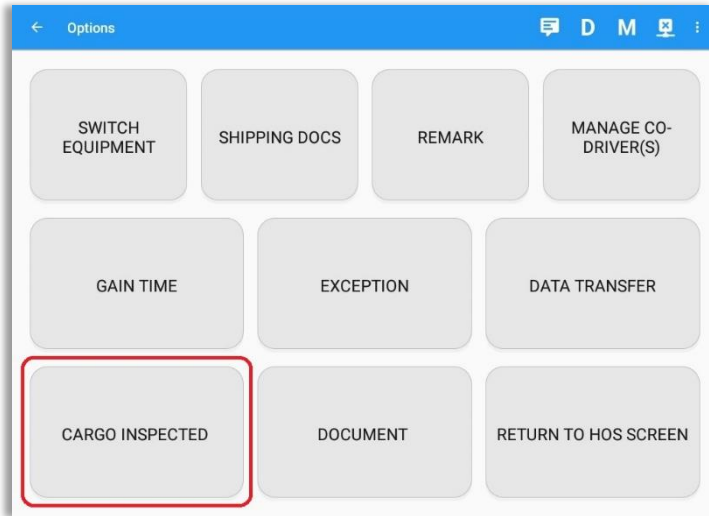 Options
D M
SWITCH
EQUIPMENT
SHIPPING DOCS
REMARK
MANAGE CO-
DRIVER(S)
GAIN TIME
EXCEPTION
DATA TRANSFER
CARGO INSPECTED
DOCUMENT
RETURN TO HOS SCREEN